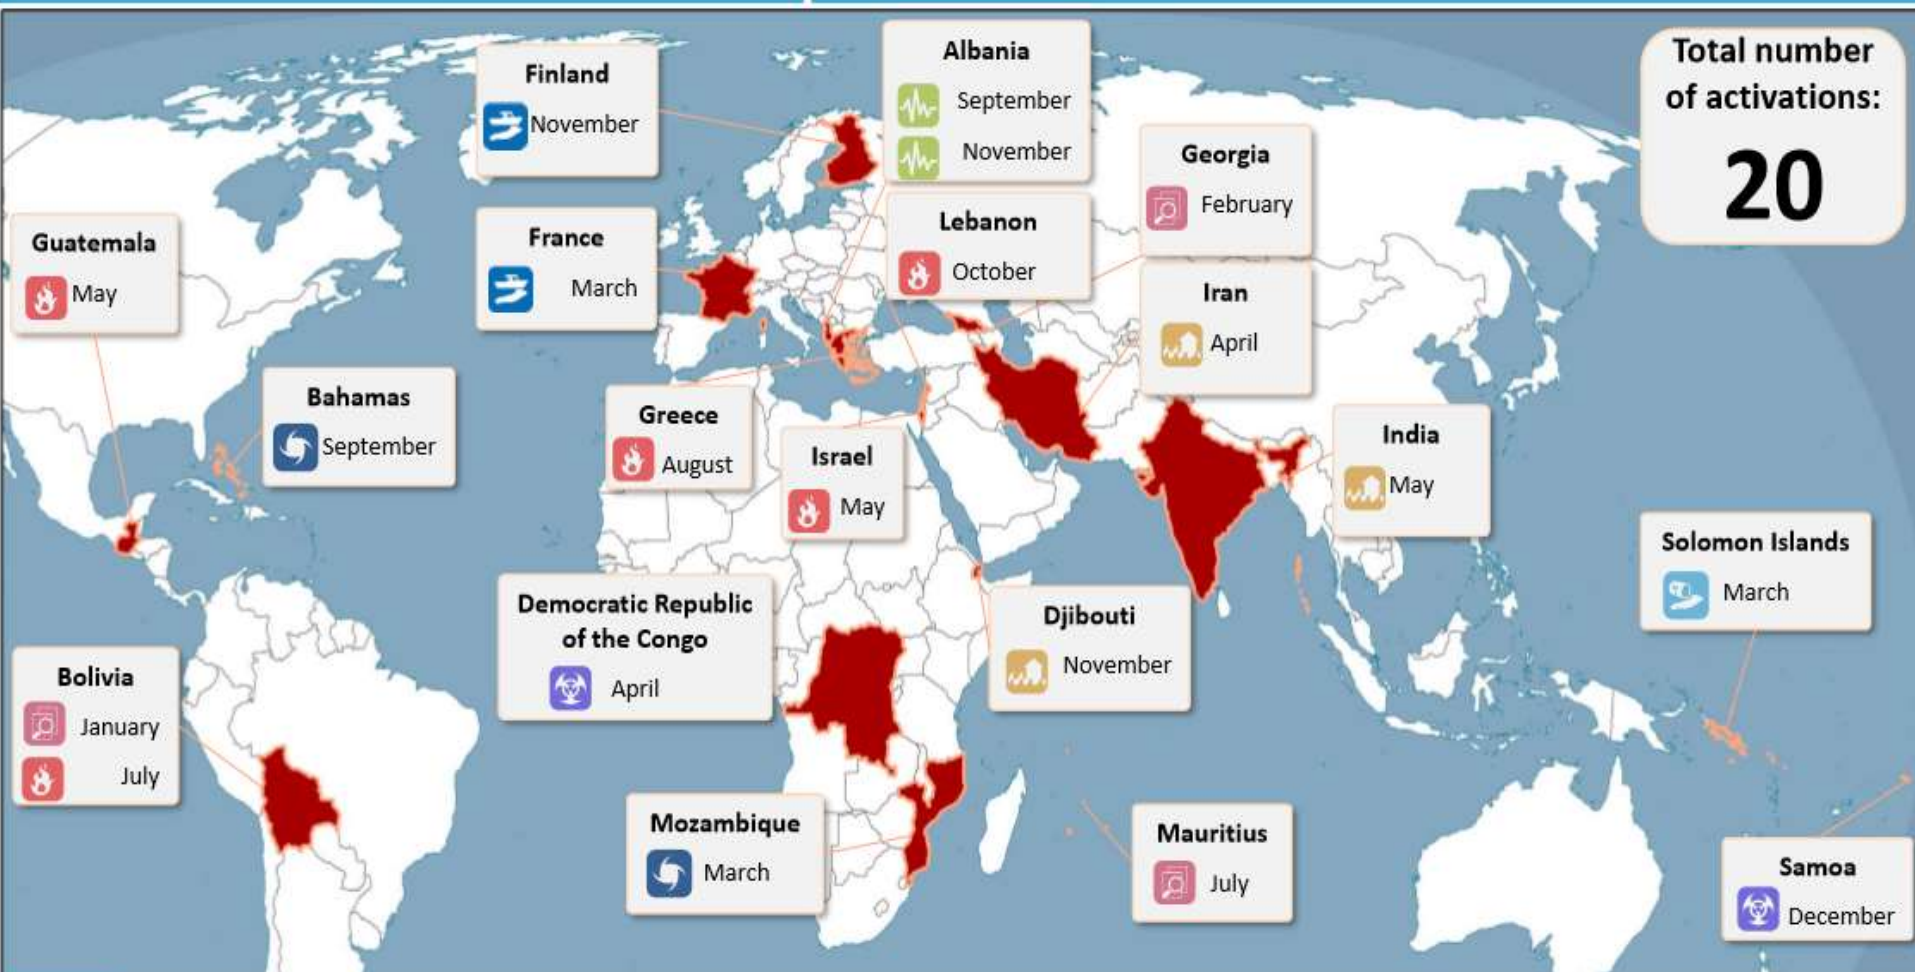 Total number
of activations:
20
Finland
November
Albania
September
November
Georgia
February
Guatemala
May
France
March
Lebanon
October
Iran
April
Bahamas
September
Greece
August
Israel
May
India
May
Solomon Islands
March
Democratic Republic
of the Congo
April
Djibouti
November
Bolivia
January
July
Mozambique
March
Mauritius
July
Samoa
December